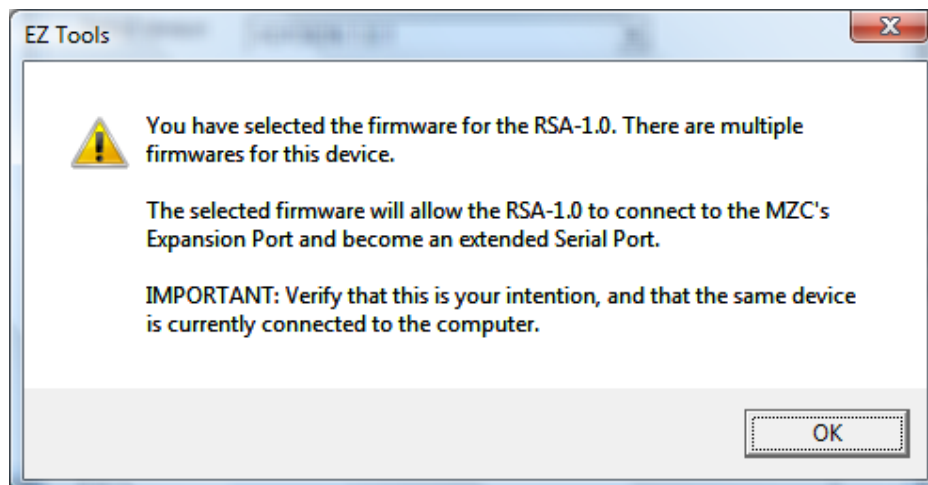 EZ Tools
You have selected the firmware for the RSA-1.0. There are multiple
firmwares for this device.
The selected firmware will allow the RSA-1.0 to connect to the MZC's
Expansion Port and become an extended Serial Port.
IMPORTANT: Verify that this is your intention, and that the same device
is currently connected to the computer.
OK